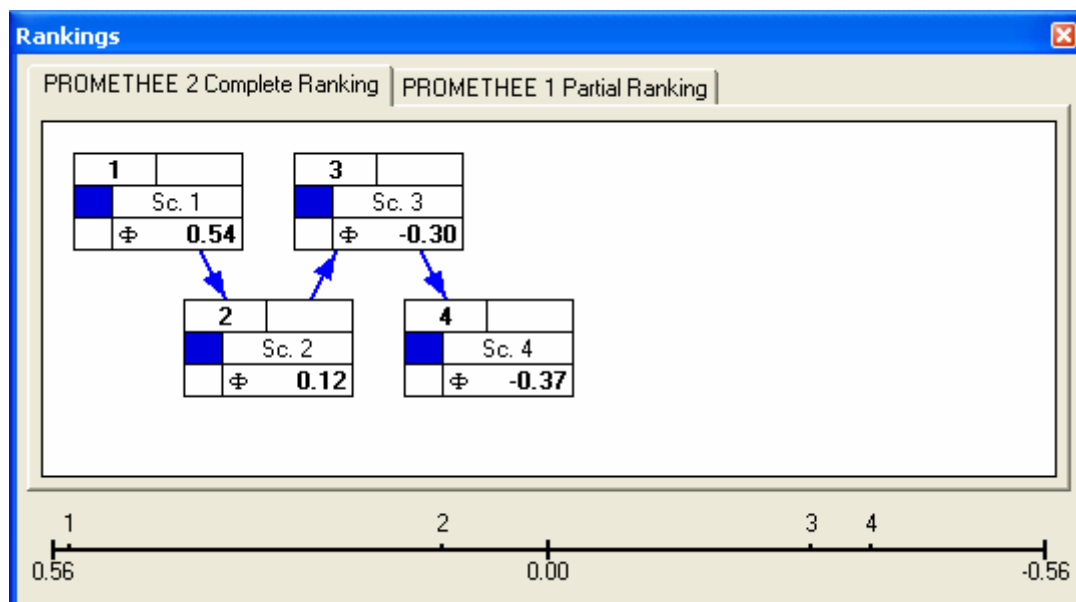 Rankings
PROMETHEE 2 Complete Ranking PROMETHEE 1 Partial Ranking
1 3
Sc. 1 Sc. 3
Φ 0.54 Φ -0.30
2 4
Sc. 2 Sc. 4
Φ 0.12 Φ -0.37
1 2 3 4
0.56 0.00 -0.56